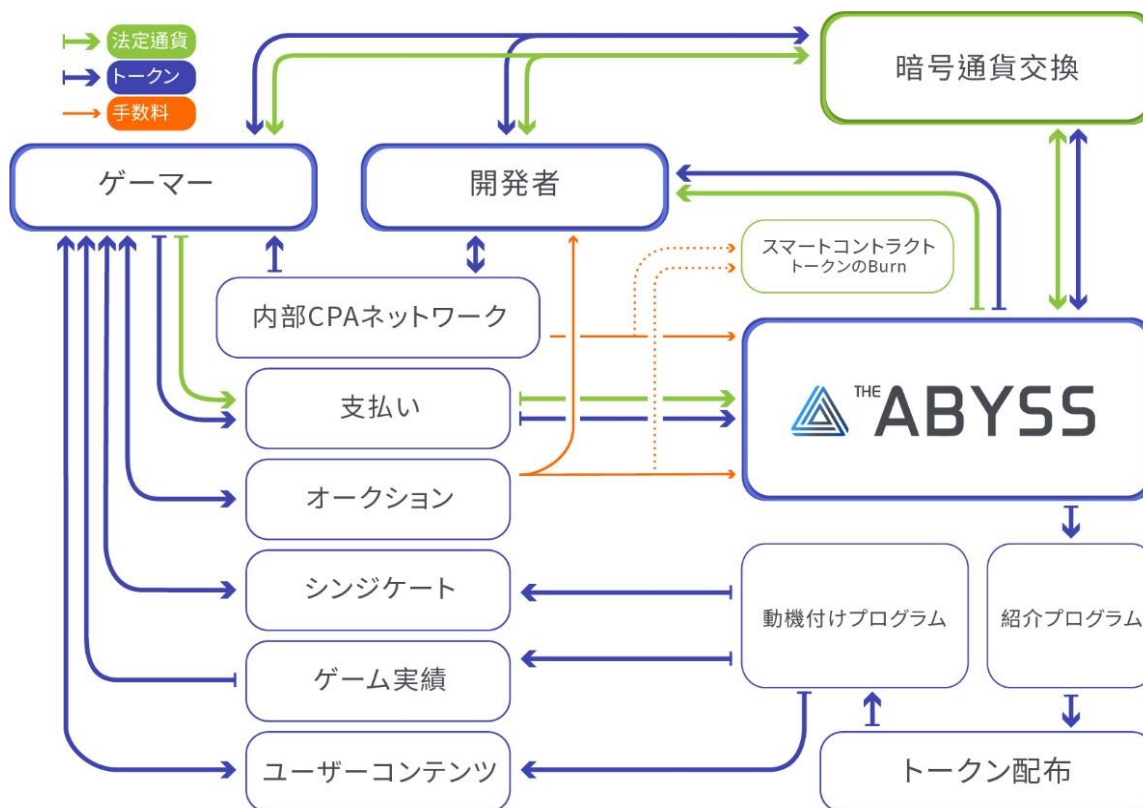 法定通貨
トークン
手数料
暗号通貨交換
ゲーマー
開発者
スマートコントラクト
トークンのBurn
内部CPAネットワーク
支払い
THE ABYSS
オークション
シンジケート
動機付けプログラム
紹介プログラム
ゲーム実績
ユーザーコンテンツ
トークン配布